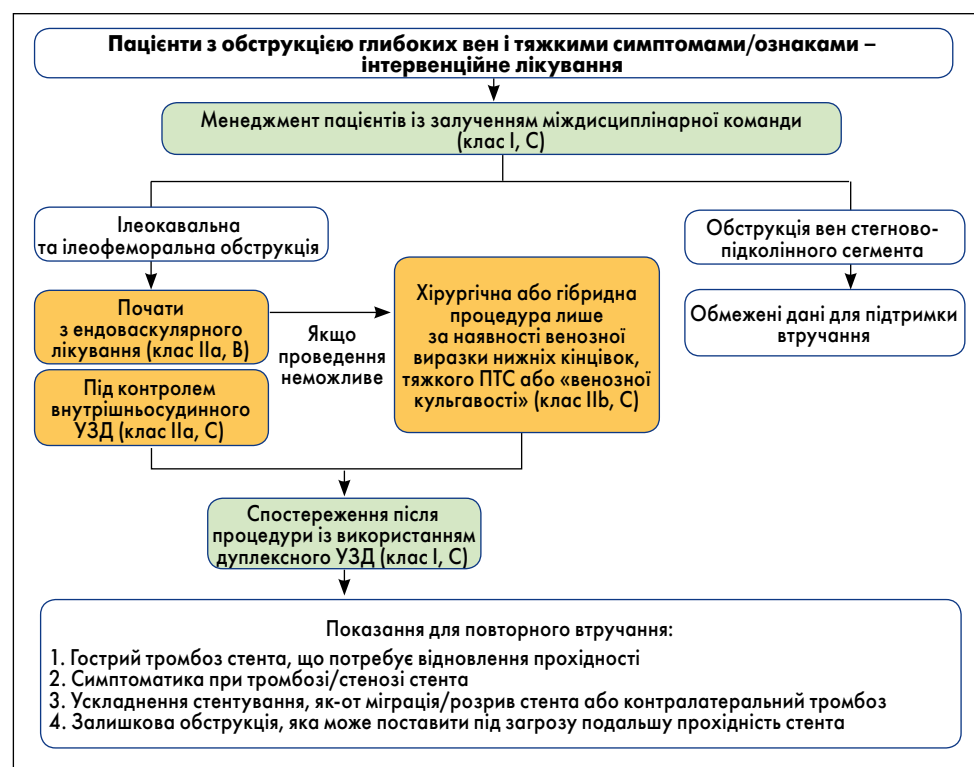 Пацієнти з обструкцією глибоких вен і тяжкими симптомами/ознаками –
інтервенційне лікування
Менеджмент пацієнтів із залученням міждисциплінарної команди
(клас I, C)
Ілеокавальна
та ілеофеморальна обструкція
Обструкція вен стегново-
підколінного сегмента
Почати
з ендоваскулярного
лікування (клас IIa, B)
Якщо
проведення
неможливе
Хірургічна або гібридна
процедура лише
за наявності венозної
виразки нижніх кінцівок,
тяжкого ПТС або «венозної
кульгавості» (клас IIb, C)
Обмежені дані для підтримки
втручання
Під контролем
внутрішньосудинного
УЗД (клас IIa, C)
Спостереження після
процедури із використанням
дуплексного УЗД (клас I, C)
Показання для повторного втручання:
1. Гострий тромбоз стента, що потребує відновлення прохідності
2. Симптоматика при тромбозі/стенозі стента
3. Ускладнення стентування, як-от міграція/розрив стента або контралатеральний тромбоз
4. Залишкова обструкція, яка може поставити під загрозу подальшу прохідність стента